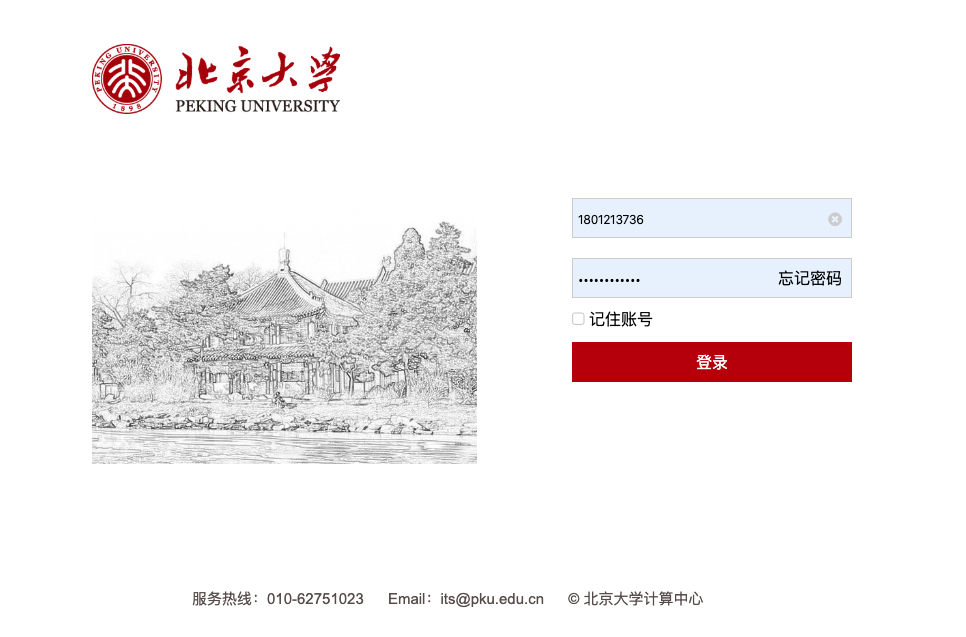 PEKING UNIVERSITY
1898
北京大学
PEKING UNIVERSITY
1801213736
•••••••••••• 忘记密码
记住账号
登录
服务热线：010-62751023 Email：its@pku.edu.cn © 北京大学计算中心